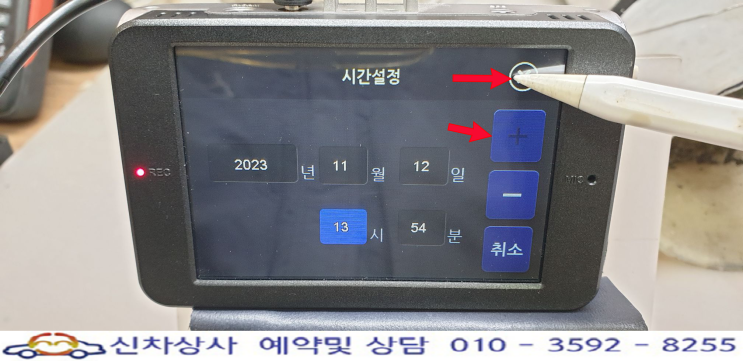 시간설정
+
2023 년 11 월 12 일
−
13 시 54 분
취소
REC
MIC
신차상사 예약및 상담 010 - 3592 - 8255